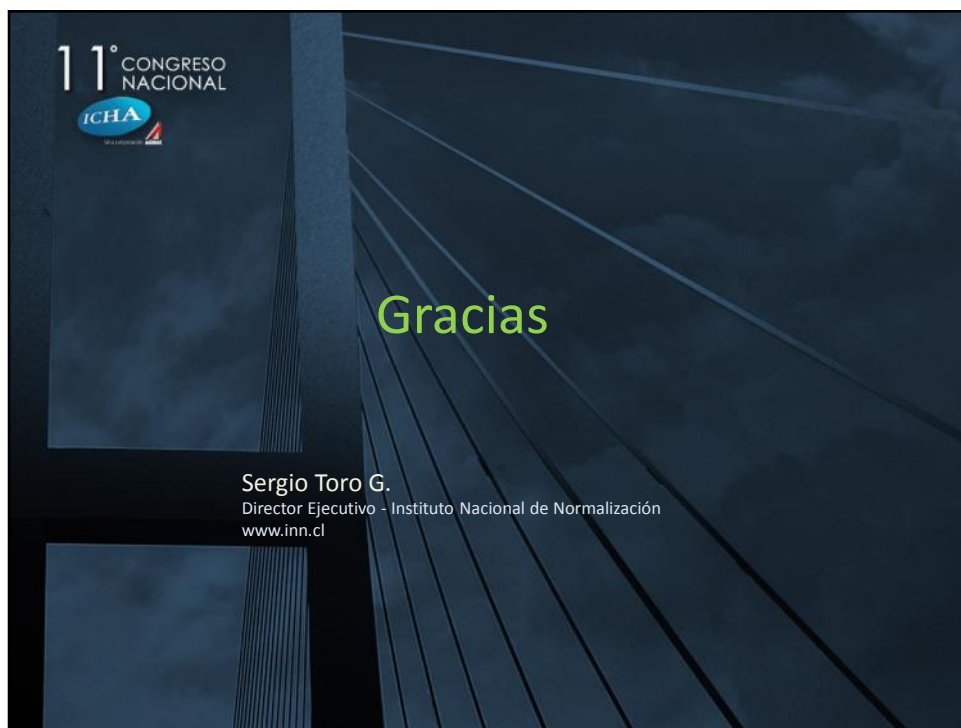 11° CONGRESO
NACIONAL
ICHA
Gracias
Sergio Toro G.
Director Ejecutivo - Instituto Nacional de Normalización
www.inn.cl